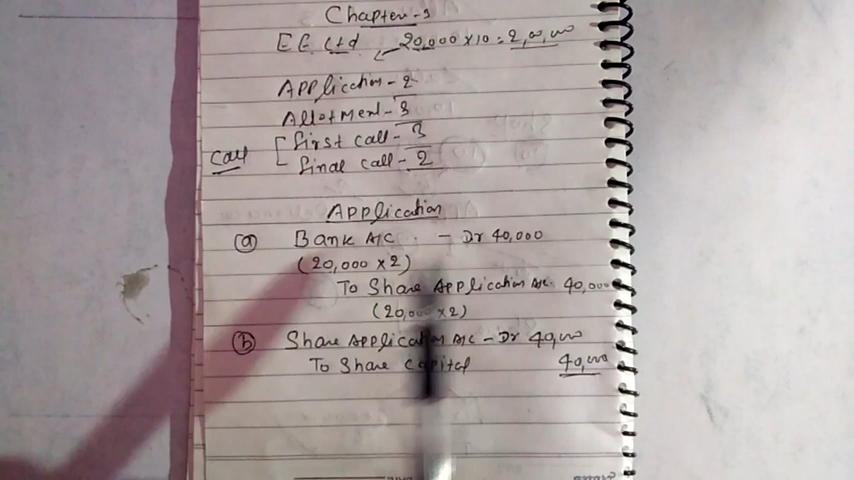 Chapter-3
EE Ltd 20,000 × 10 = 2,00,000
Application - 2
Allotment - 3
Call [ first call - 3
final call - 2
Application
(a) Bank A/C - Dr 40,000
(20,000 × 2)
To Share Application A/c 40,000
(20,000 × 2)
(b) Share Application A/C - Dr 40,000
To Share Capital 40,000